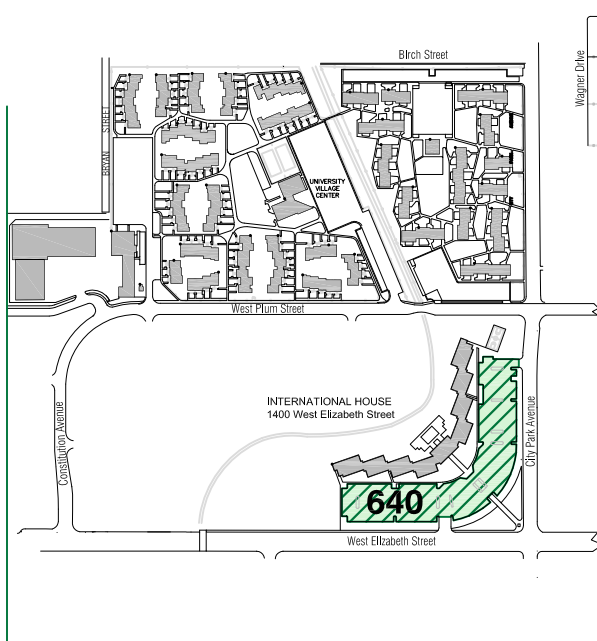 BIrch Street
Wagner Drive
BRYAN STREET
UNIVERSITY
VILLAGE
CENTER
West Plum Street
INTERNATIONAL HOUSE
1400 West Elizabeth Street
Constitution Avenue
City Park Avenue
640
West Elizabeth Street